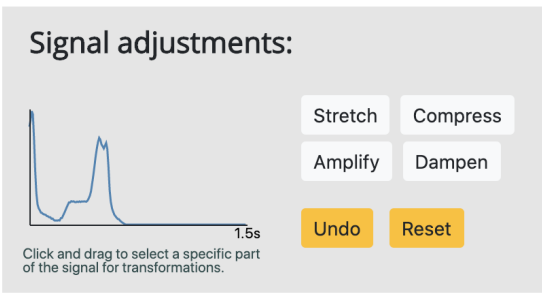 Signal adjustments:
Stretch
Compress
Amplify
Dampen
1.5s
Undo
Reset
Click and drag to select a specific part
of the signal for transformations.